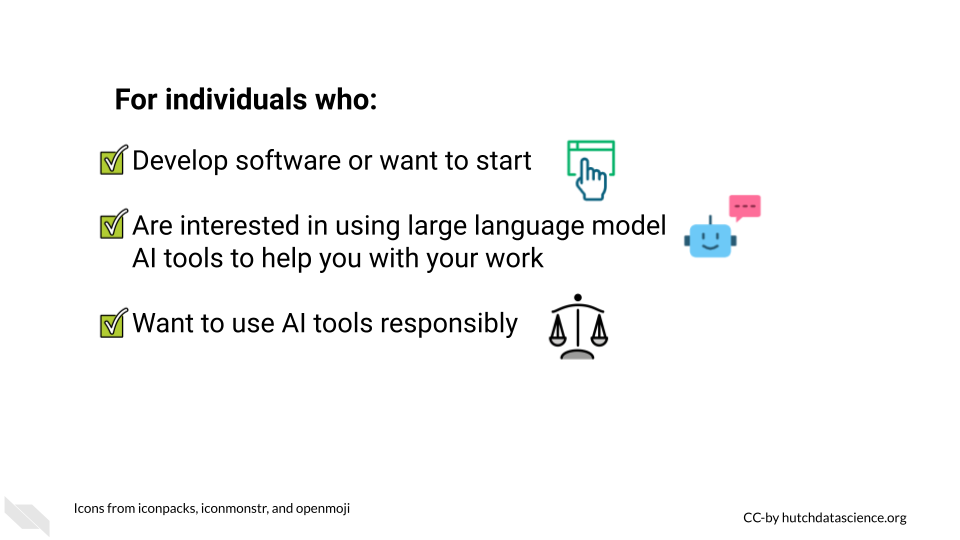 For individuals who:
Develop software or want to start
Are interested in using large language model
AI tools to help you with your work
Want to use AI tools responsibly
Icons from iconpacks, iconmonstr, and openmoji
CC-by hutchdatascience.org